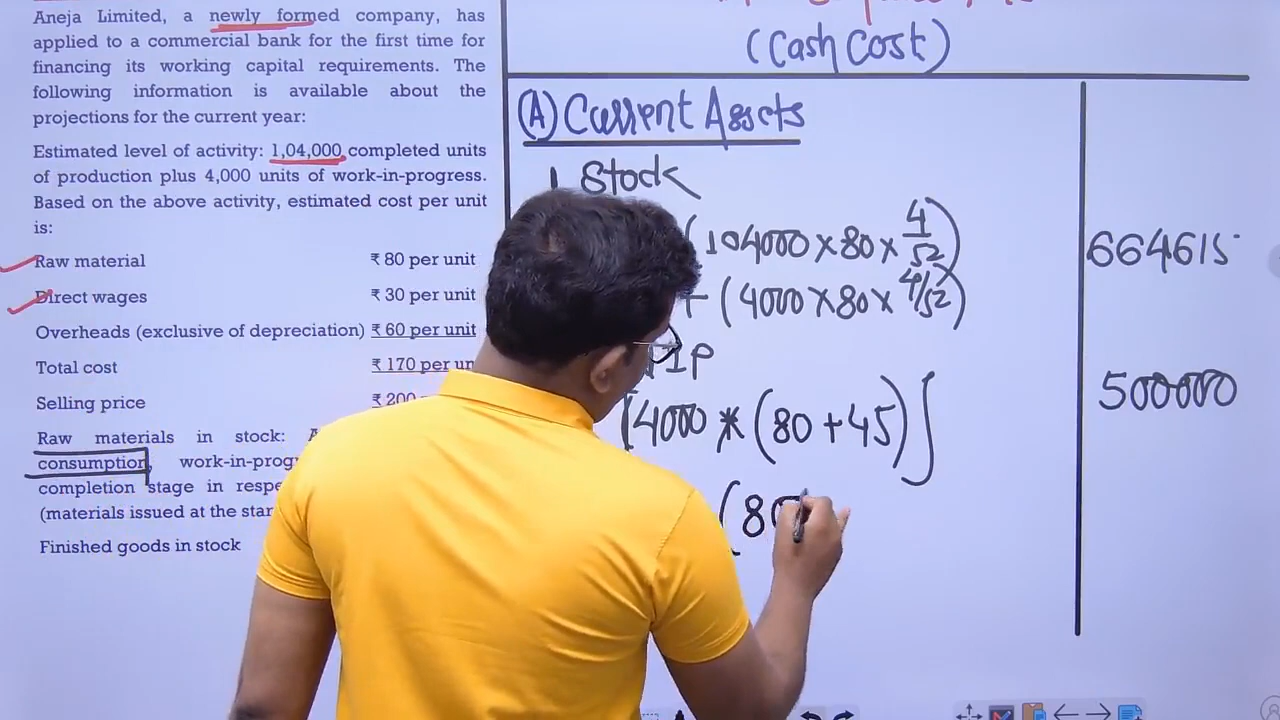 Aneja Limited, a newly formed company, has
applied to a commercial bank for the first time for
financing its working capital requirements. The
following information is available about the
projections for the current year:
Estimated level of activity: 1,04,000 completed units
of production plus 4,000 units of work-in-progress.
Based on the above activity, estimated cost per unit
is:
Raw material ₹ 80 per unit
Direct wages ₹ 30 per unit
Overheads (exclusive of depreciation) ₹ 60 per unit
Total cost ₹ 170 per un
Selling price ₹ 200
Raw materials in stock:
consumption, work-in-prog
completion stage in respe
(materials issued at the star
Finished goods in stock
(Cash Cost)
(A) Current Assets
1 Stock
(104000 × 80 × 4/52) 664615
+ (4000 × 80 × 4/52)
WIP
[4000 * (80 + 45)] 500000
(80